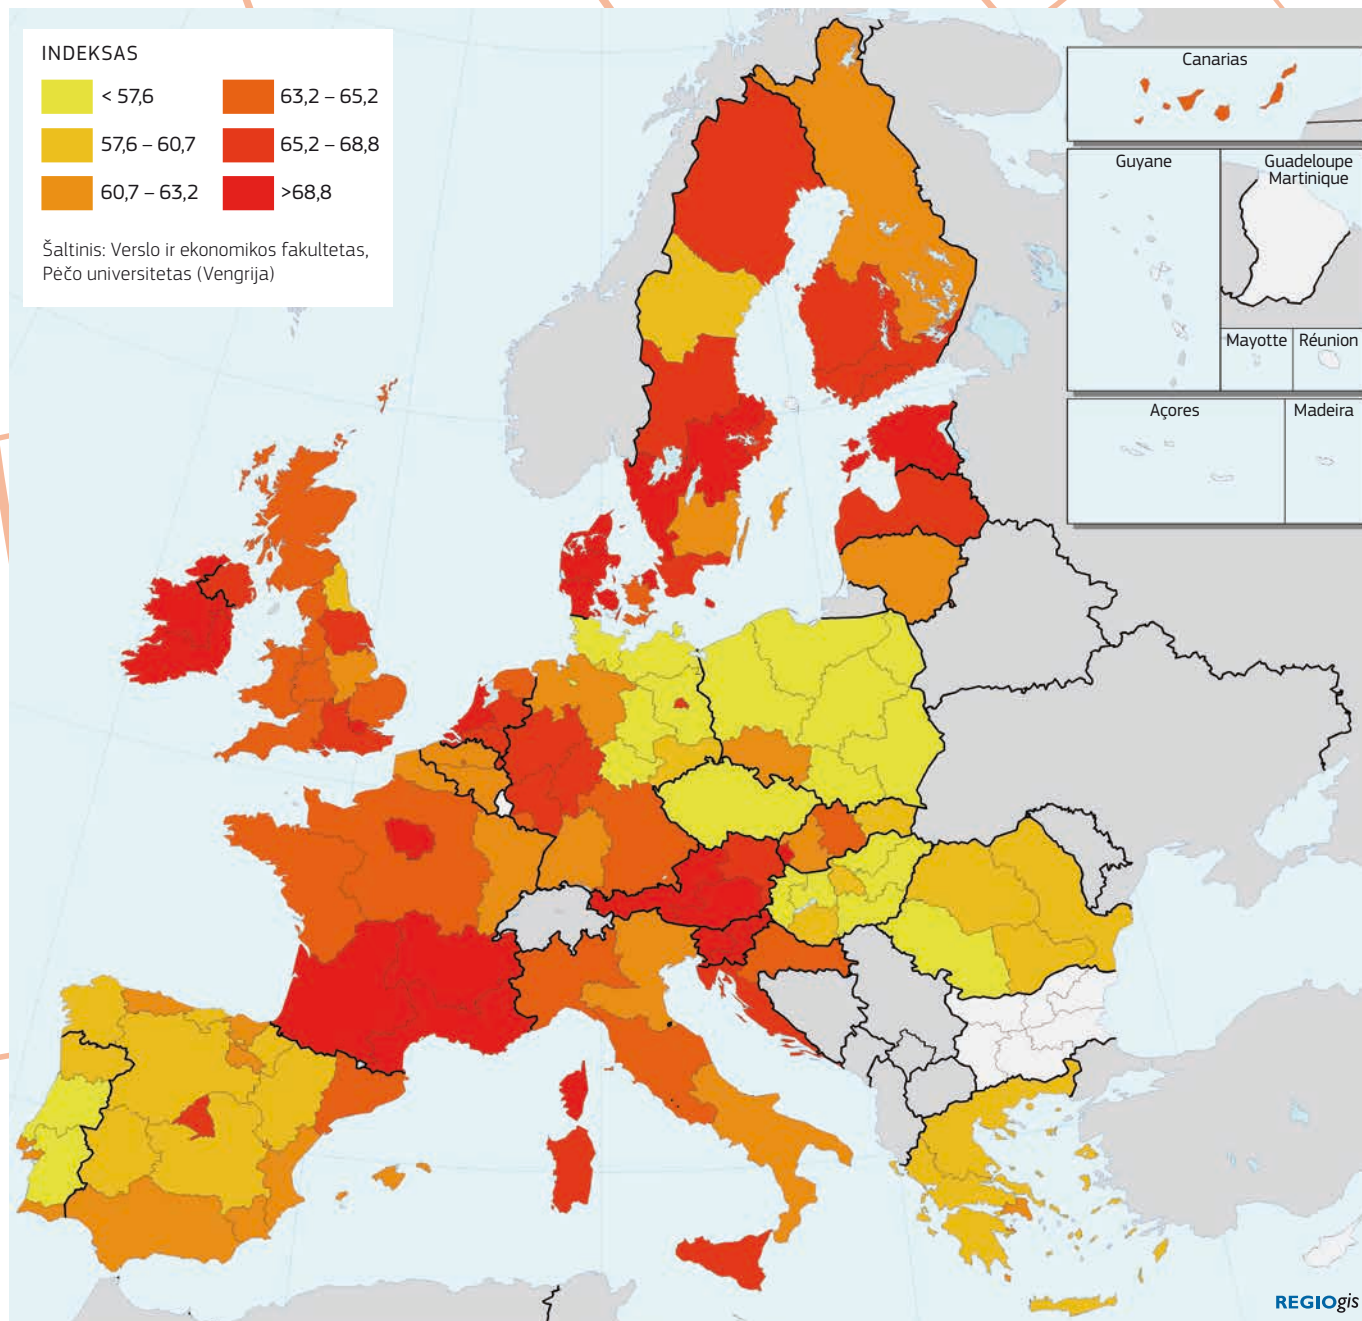 INDEKSAS
< 57,6
57,6 – 60,7
60,7 – 63,2
63,2 – 65,2
65,2 – 68,8
>68,8
Šaltinis: Verslo ir ekonomikos fakultetas,
Pėčo universitetas (Vengrija)
Canarias
Guyane
Guadeloupe
Martinique
Mayotte
Réunion
Açores
Madeira
REGIOgis